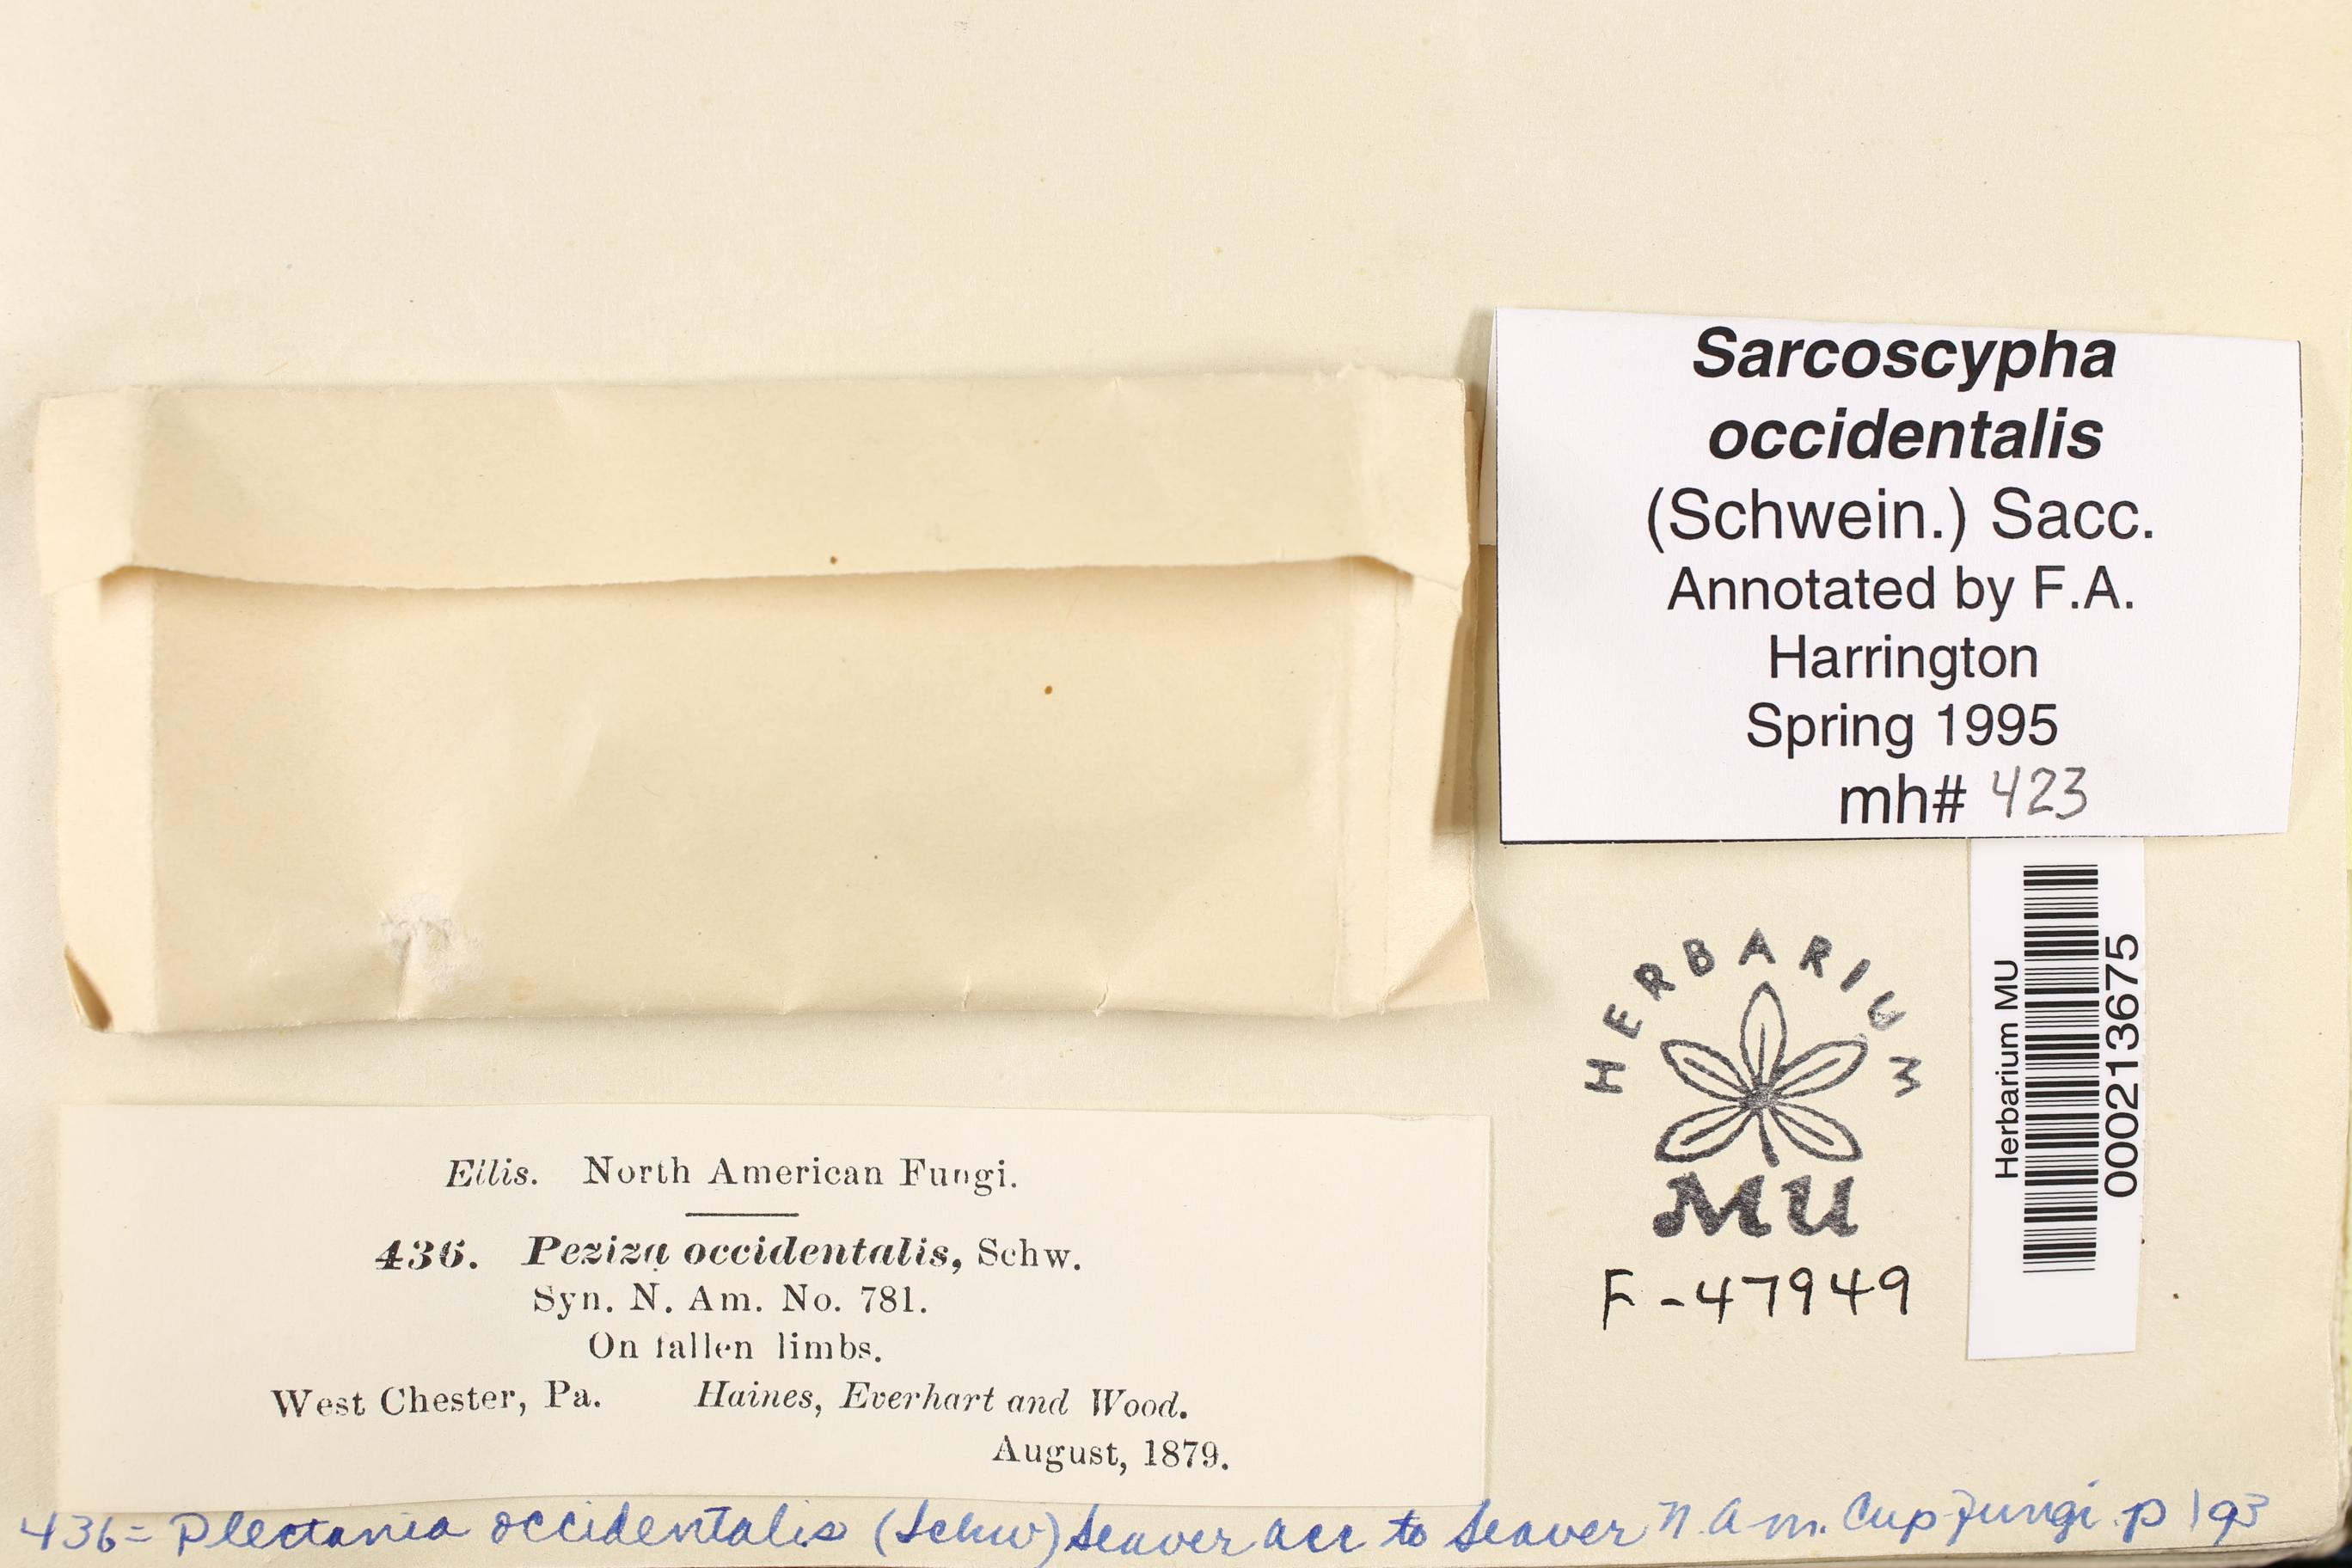 Sarcoscypha
occidentalis
(Schwein.) Sacc.
Annotated by F.A.
Harrington
Spring 1995
mh# 423
HERBARIUM
MU
F-47949
Herbarium MU
000213675
Ellis. North American Fungi.
436. Peziza occidentalis, Schw.
Syn. N. Am. No. 781.
On fallen limbs.
West Chester, Pa. Haines, Everhart and Wood.
August, 1879.
436= Plectania occidentalis (Schw) Seaver acc to Seaver N. Am. Cup Fungi. p 193